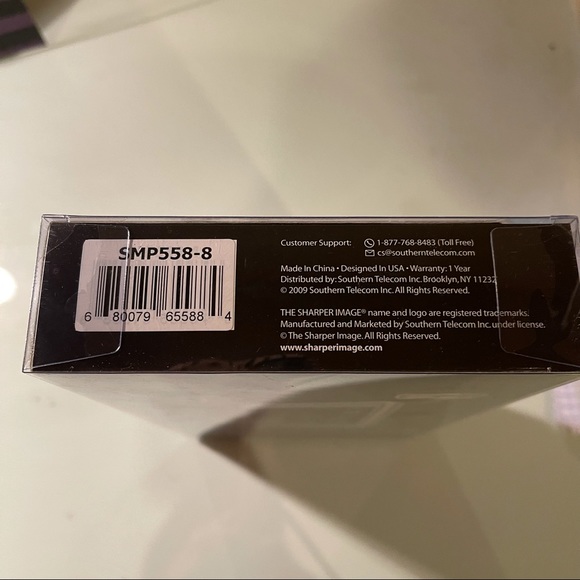 SMP558-8
6 80079 65588 4
Customer Support: 1-877-768-8483 (Toll Free)
cs@southerntelecom.com
Made In China • Designed In USA • Warranty: 1 Year
Distributed by: Southern Telecom Inc. Brooklyn, NY 11232
© 2009 Southern Telecom Inc. All Rights Reserved.
THE SHARPER IMAGE® name and logo are registered trademarks.
Manufactured and Marketed by Southern Telecom Inc. under license.
© The Sharper Image. All Rights Reserved.
www.sharperimage.com